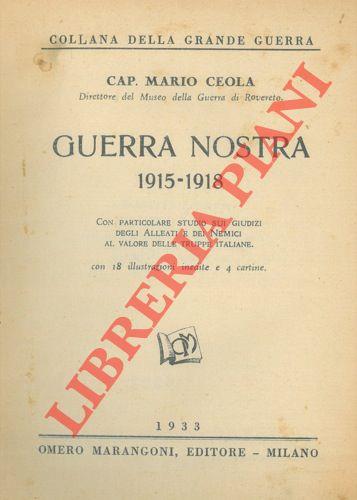 COLLANA DELLA GRANDE GUERRA
CAP. MARIO CEOLA
Direttore del Museo della Guerra di Rovereto.
GUERRA NOSTRA
1915-1918
CON PARTICOLARE STUDIO SUI GIUDIZI
DEGLI ALLEATI E DEI NEMICI
AL VALORE DELLE TRUPPE ITALIANE.
con 18 illustrazioni inedite e 4 cartine.
OM
1933
OMERO MARANGONI, EDITORE - MILANO
LIBRERIA PIANI